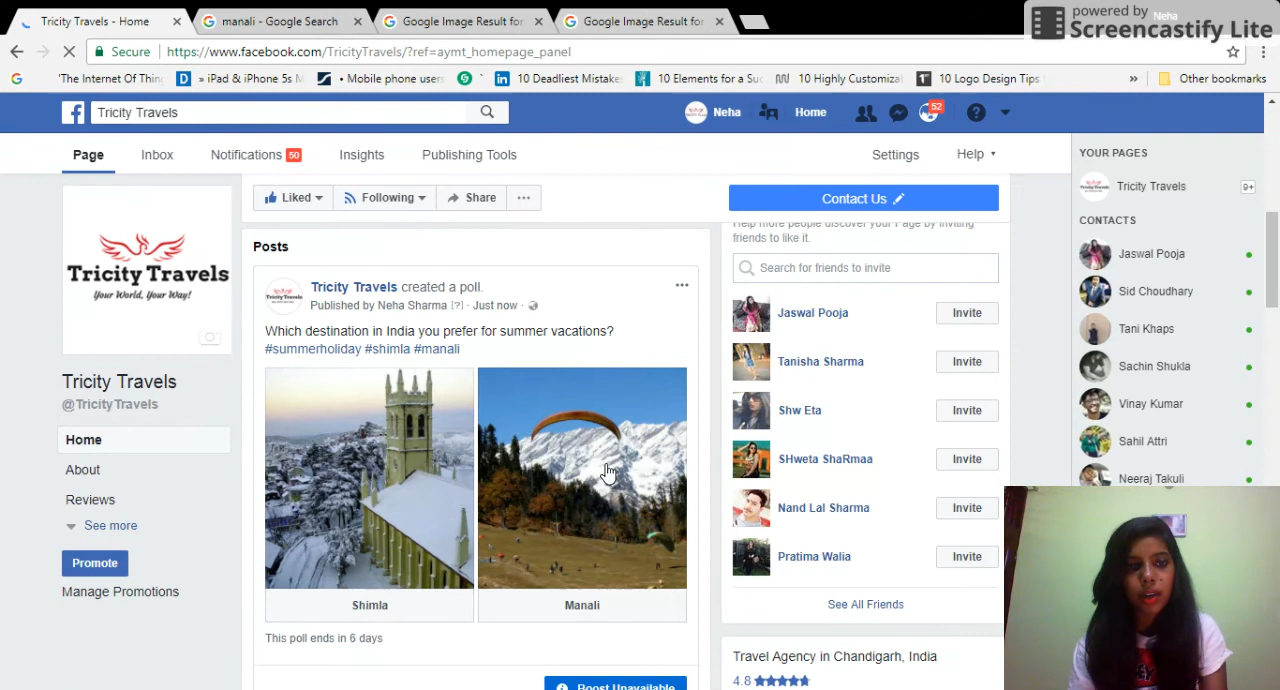 Tricity Travels - Home
manali - Google Search
Google Image Result for
Google Image Result for
powered by
Neha
Screencastify Lite
Secure
https://www.facebook.com/TricityTravels/?ref=aymt_homepage_panel
'The Internet Of Thin
» iPad & iPhone 5s M
• Mobile phone users
10 Deadliest Mistake
10 Elements for a Suc
10 Highly Customiza
10 Logo Design Tips
»
Other bookmarks
Tricity Travels
Neha
Home
52
Page
Inbox
Notifications 50
Insights
Publishing Tools
Settings
Help
YOUR PAGES
Tricity Travels
9+
CONTACTS
Jaswal Pooja
Sid Choudhary
Tani Khaps
Sachin Shukla
Vinay Kumar
Sahil Attri
Neeraj Takuli
Tricity Travels
Your World, Your Way!
Tricity Travels
@TricityTravels
Home
About
Reviews
See more
Promote
Manage Promotions
Liked
Following
Share
...
Contact Us
Posts
Tricity Travels created a poll.
Published by Neha Sharma [?] · Just now ·
Which destination in India you prefer for summer vacations?
#summerholiday #shimla #manali
Shimla
Manali
This poll ends in 6 days
Boost Unavailable
Help more people discover your Page by inviting
friends to like it.
Search for friends to invite
Jaswal Pooja
Invite
Tanisha Sharma
Invite
Shw Eta
Invite
SHweta ShaRmaa
Invite
Nand Lal Sharma
Invite
Pratima Walia
Invite
See All Friends
Travel Agency in Chandigarh, India
4.8